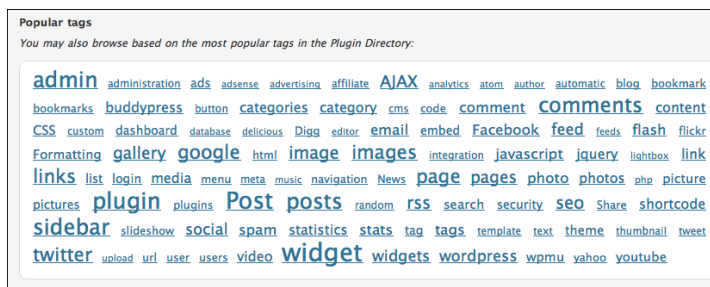 Popular tags
You may also browse based on the most popular tags in the Plugin Directory:
admin administration ads adsense advertising affiliate AJAX analytics atom author automatic blog bookmark
bookmarks buddypress button categories category cms code comment comments content
CSS custom dashboard database delicious Digg editor email embed Facebook feed feeds flash flickr
Formatting gallery google html image images integration javascript jquery lightbox link
links list login media menu meta music navigation News page pages photo photos php picture
pictures plugin plugins Post posts random rss search security seo Share shortcode
sidebar slideshow social spam statistics stats tag tags template text theme thumbnail tweet
twitter upload url user users video widget widgets wordpress wpmu yahoo youtube